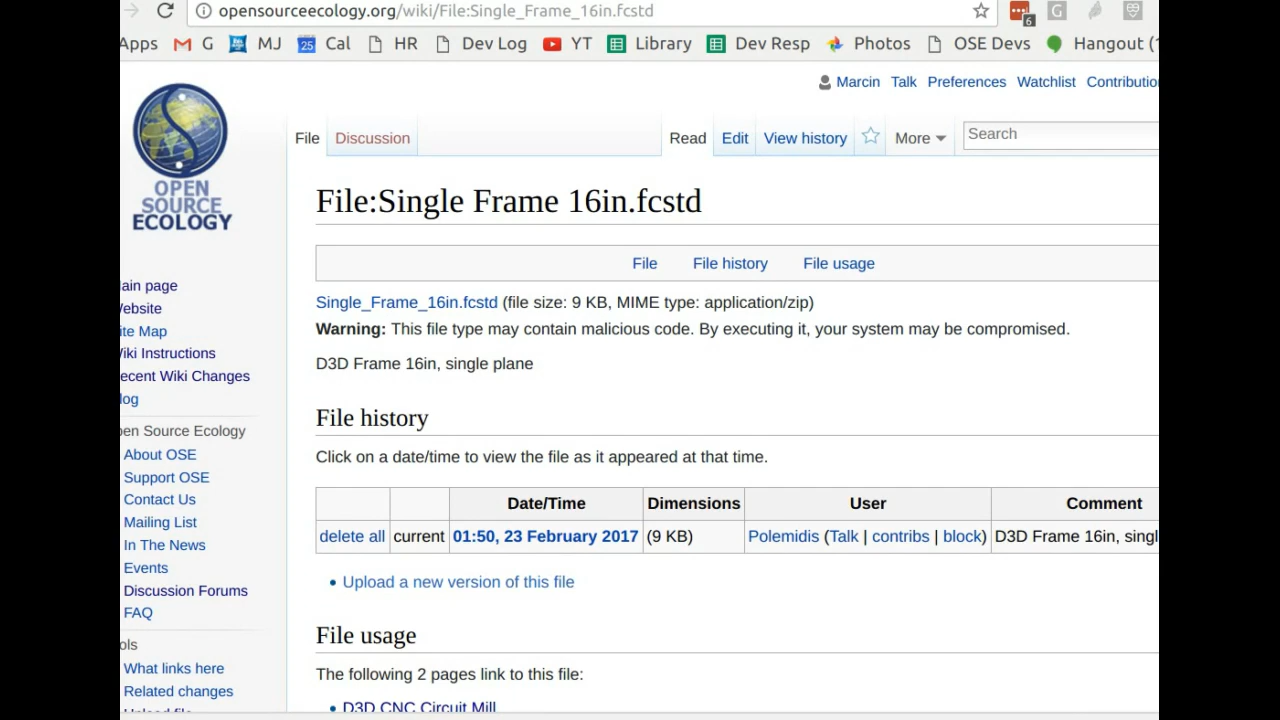 opensourceecology.org/wiki/File:Single_Frame_16in.fcstd
6 G
Apps G MJ 25 Cal HR Dev Log YT Library Dev Resp Photos OSE Devs Hangout (
Marcin Talk Preferences Watchlist Contributio
File Discussion Read Edit View history More Search
OPEN
SOURCE
ECOLOGY
File:Single Frame 16in.fcstd
File File history File usage
Single_Frame_16in.fcstd (file size: 9 KB, MIME type: application/zip)
Warning: This file type may contain malicious code. By executing it, your system may be compromised.
D3D Frame 16in, single plane
File history
Click on a date/time to view the file as it appeared at that time.
Date/Time Dimensions User Comment
delete all current 01:50, 23 February 2017 (9 KB) Polemidis (Talk | contribs | block) D3D Frame 16in, singl
• Upload a new version of this file
File usage
The following 2 pages link to this file:
• D3D CNC Circuit Mill
ain page
ebsite
ite Map
iki Instructions
ecent Wiki Changes
log
pen Source Ecology
About OSE
Support OSE
Contact Us
Mailing List
In The News
Events
Discussion Forums
FAQ
ols
What links here
Related changes
Upload file